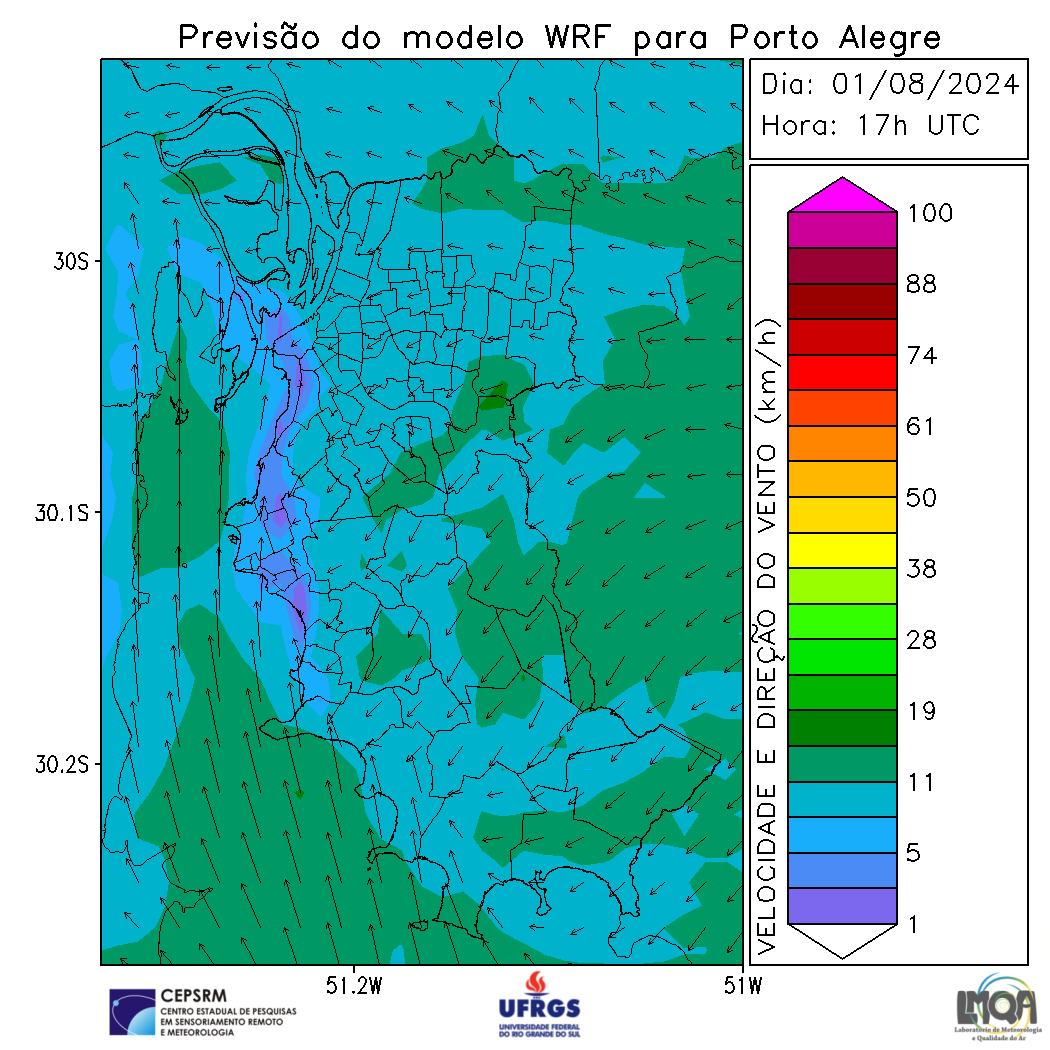 Previsão do modelo WRF para Porto Alegre
Dia: 01/08/2024
Hora: 17h UTC
30S
30.1S
30.2S
51.2W
51W
VELOCIDADE E DIREÇÃO DO VENTO (km/h)
100
88
74
61
50
38
28
19
11
5
1
CEPSRM
CENTRO ESTADUAL DE PESQUISAS
EM SENSORIAMENTO REMOTO
E METEOROLOGIA
UFRGS
UNIVERSIDADE FEDERAL
DO RIO GRANDE DO SUL
LMQA
Laboratório de Meteorologia
e Qualidade do Ar